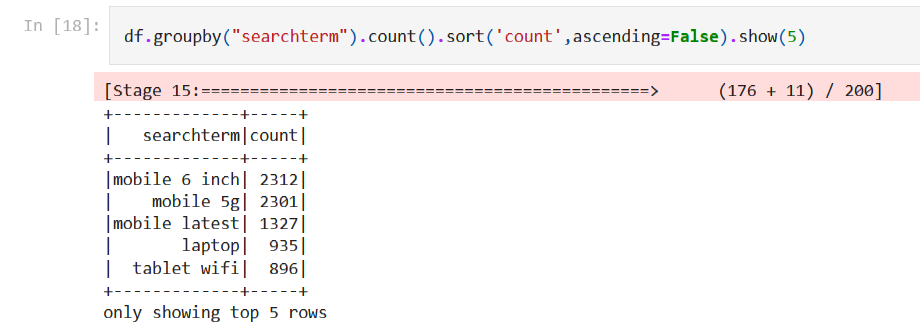 In [18]:
df.groupby("searchterm").count().sort('count',ascending=False).show(5)
[Stage 15:==============================================>      (176 + 11) / 200]
+-------------+-----+
|   searchterm|count|
+-------------+-----+
|mobile 6 inch| 2312|
|    mobile 5g| 2301|
|mobile latest| 1327|
|       laptop|  935|
|  tablet wifi|  896|
+-------------+-----+
only showing top 5 rows